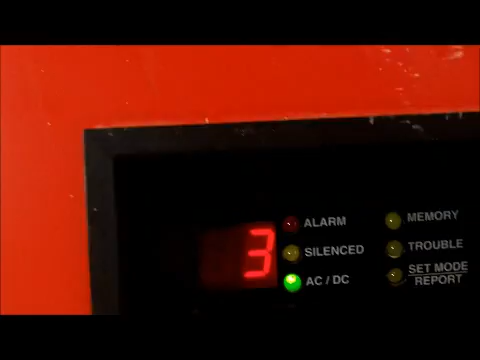 3
ALARM
SILENCED
AC / DC
MEMORY
TROUBLE
SET MODE
REPORT